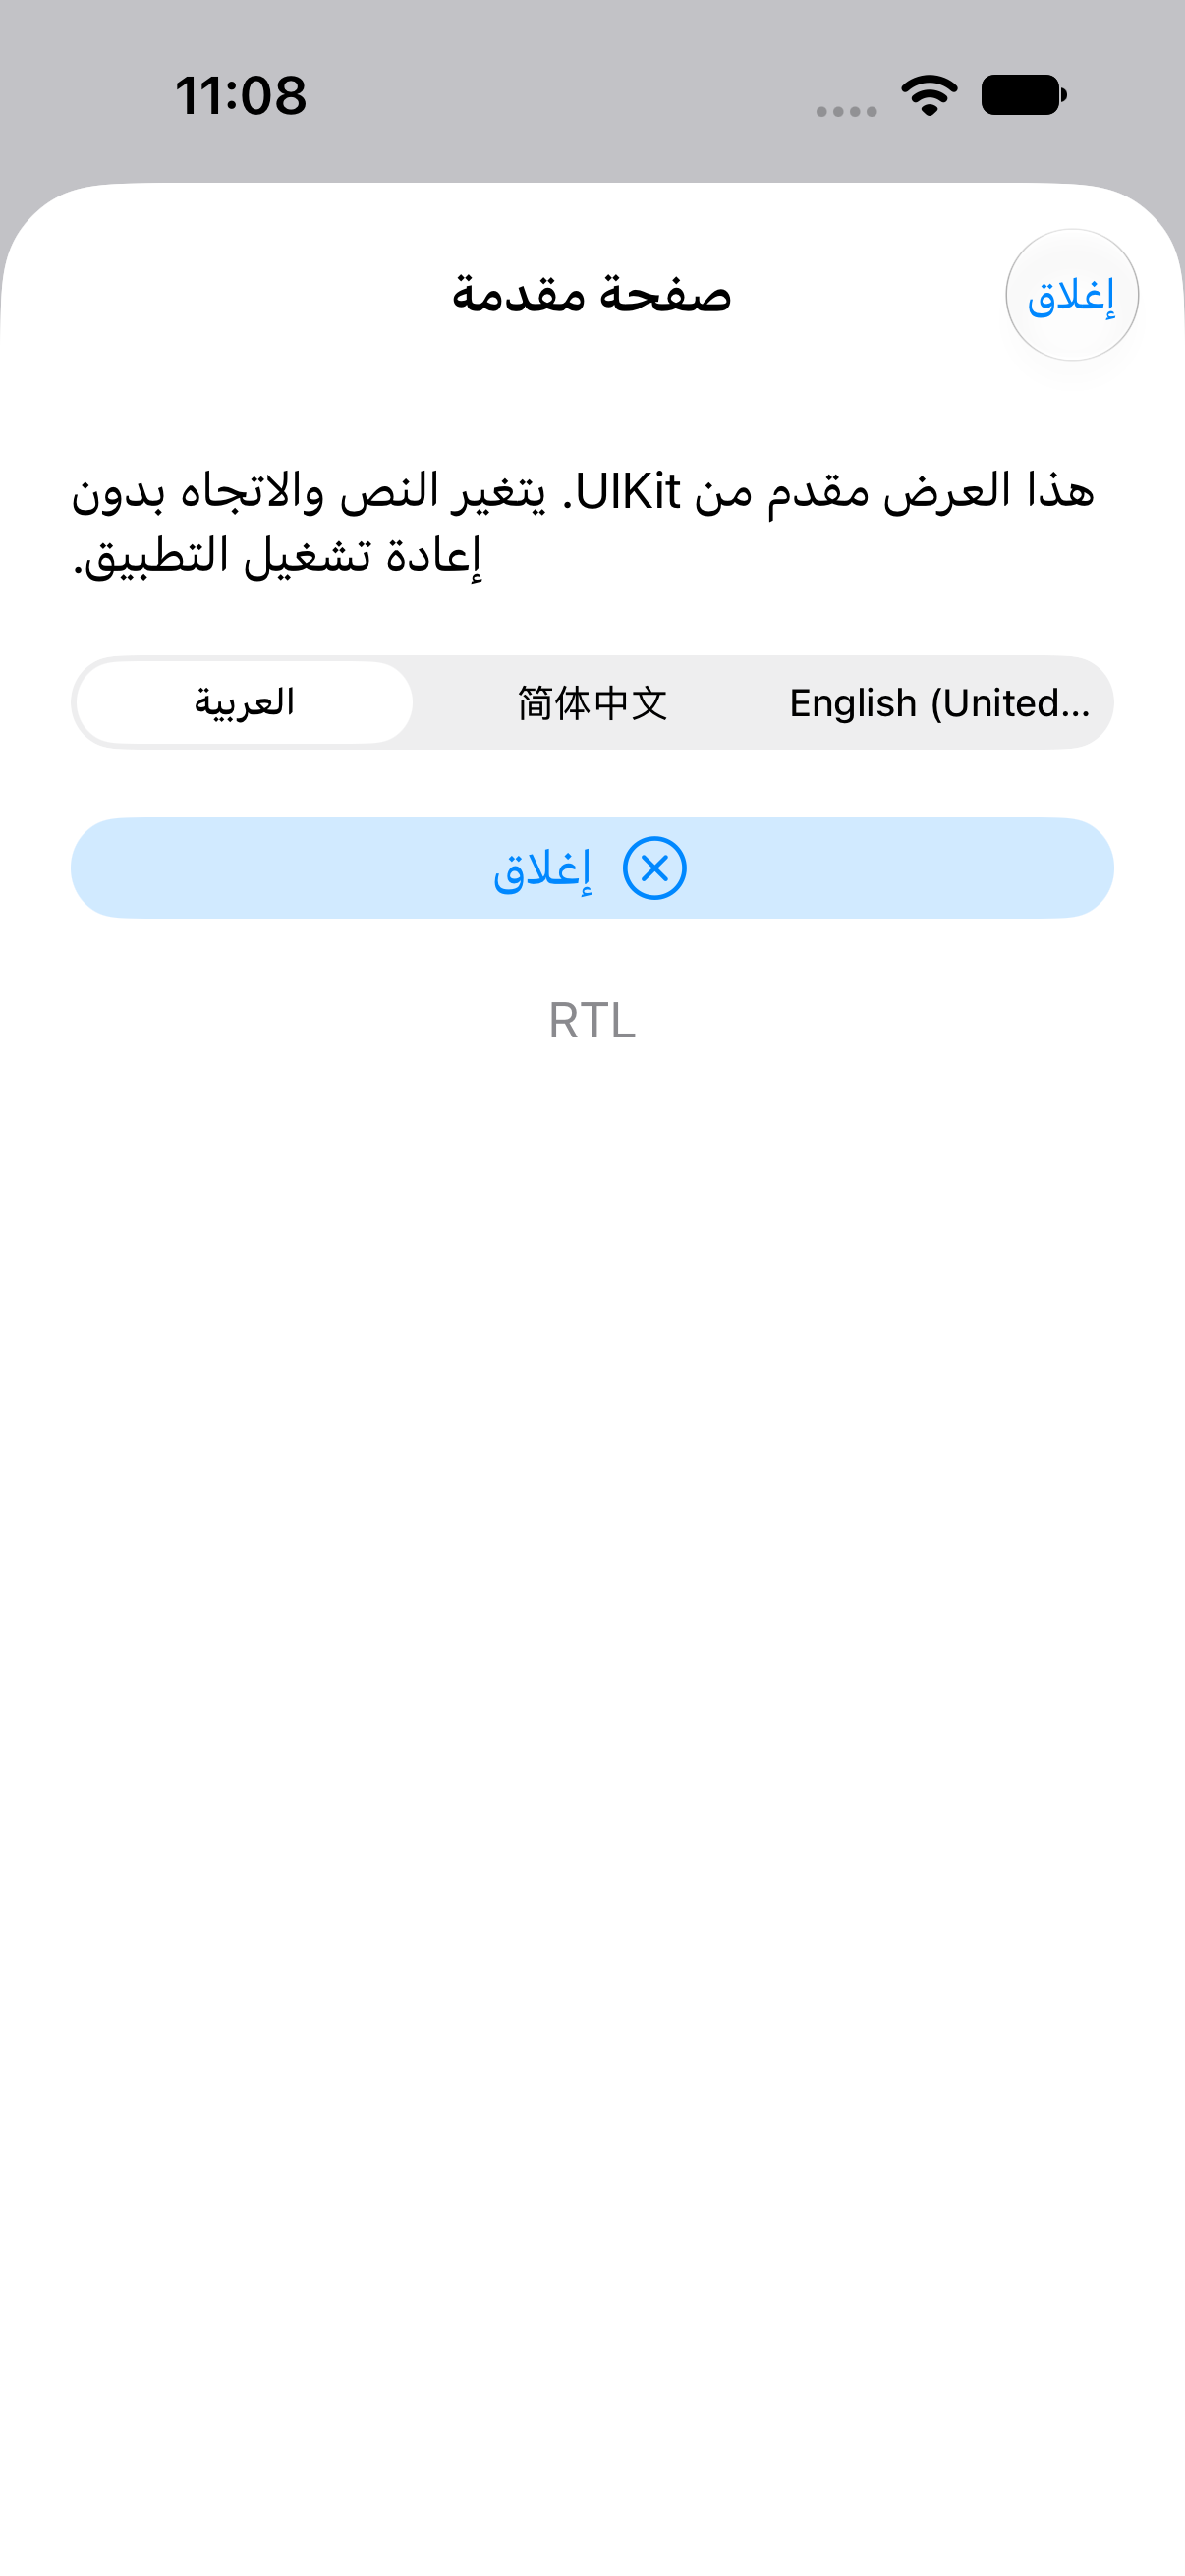 11:08
صفحة مقدمة
إغلاق
هذا العرض مقدم من UIKit. يتغير النص والاتجاه بدون
إعادة تشغيل التطبيق.
English (United...
简体中文
العربية
إغلاق
RTL